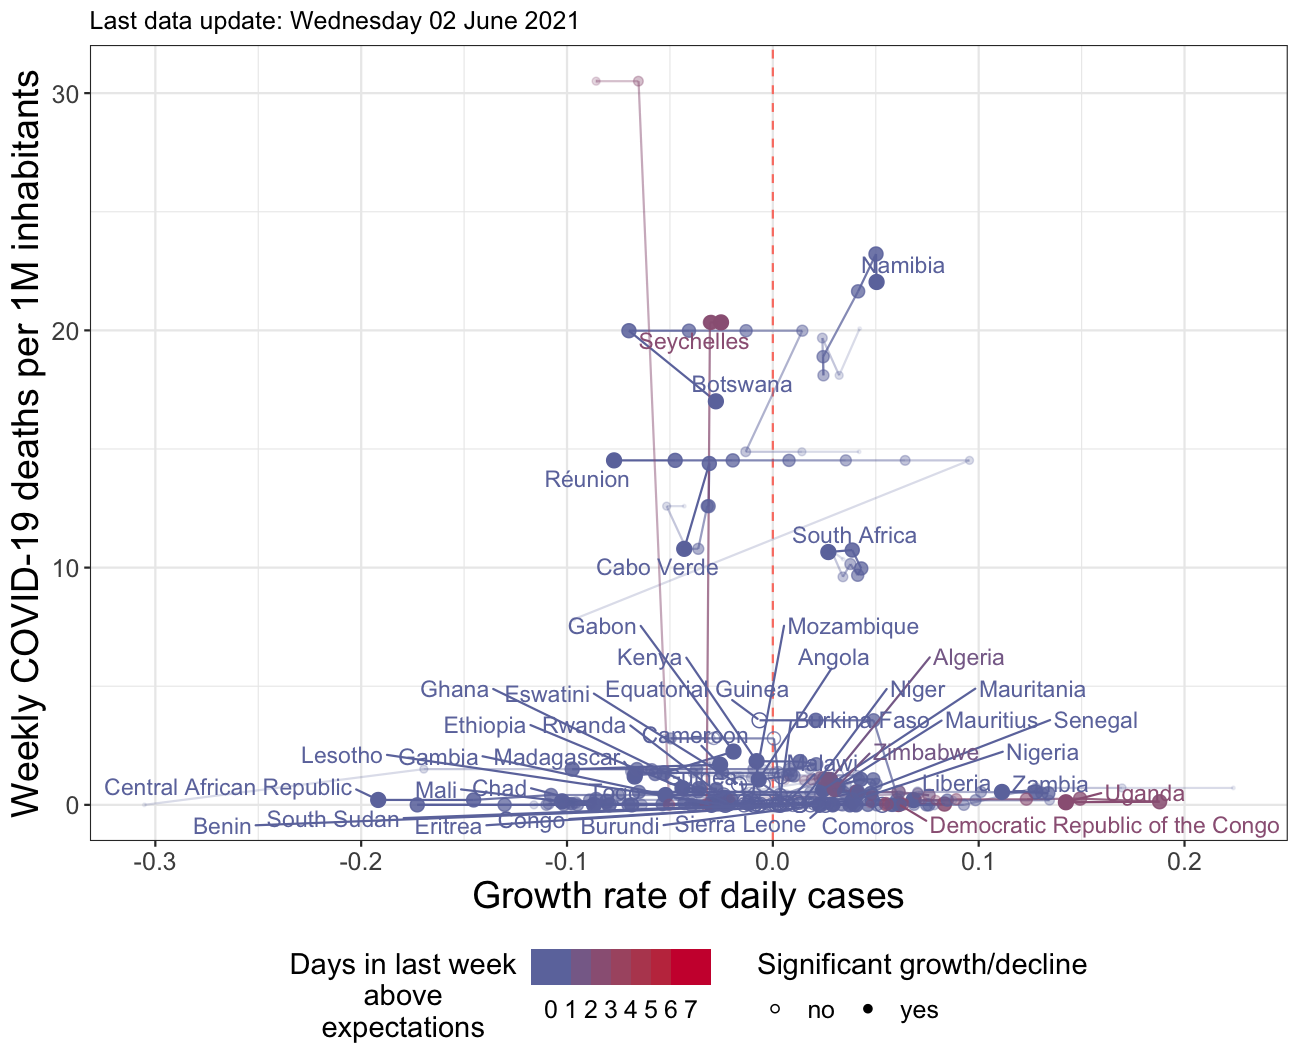 Last data update: Wednesday 02 June 2021
Weekly COVID-19 deaths per 1M inhabitants
30
20
10
0
Namibia
Seychelles
Botswana
Réunion
South Africa
Cabo Verde
Gabon
Mozambique
Kenya
Angola
Algeria
Ghana
Eswatini
Equatorial Guinea
Niger
Mauritania
Ethiopia
Rwanda
Cameroon
Burkina Faso
Mauritius
Senegal
Lesotho
Gambia
Madagascar
Malawi
Zimbabwe
Nigeria
Central African Republic
Mali
Chad
Liberia
Zambia
Uganda
Benin
South Sudan
Eritrea
Congo
Burundi
Sierra Leone
Comoros
Democratic Republic of the Congo
-0.3
-0.2
-0.1
0.0
0.1
0.2
Growth rate of daily cases
Days in last week
above
expectations
0 1 2 3 4 5 6 7
Significant growth/decline
no
yes